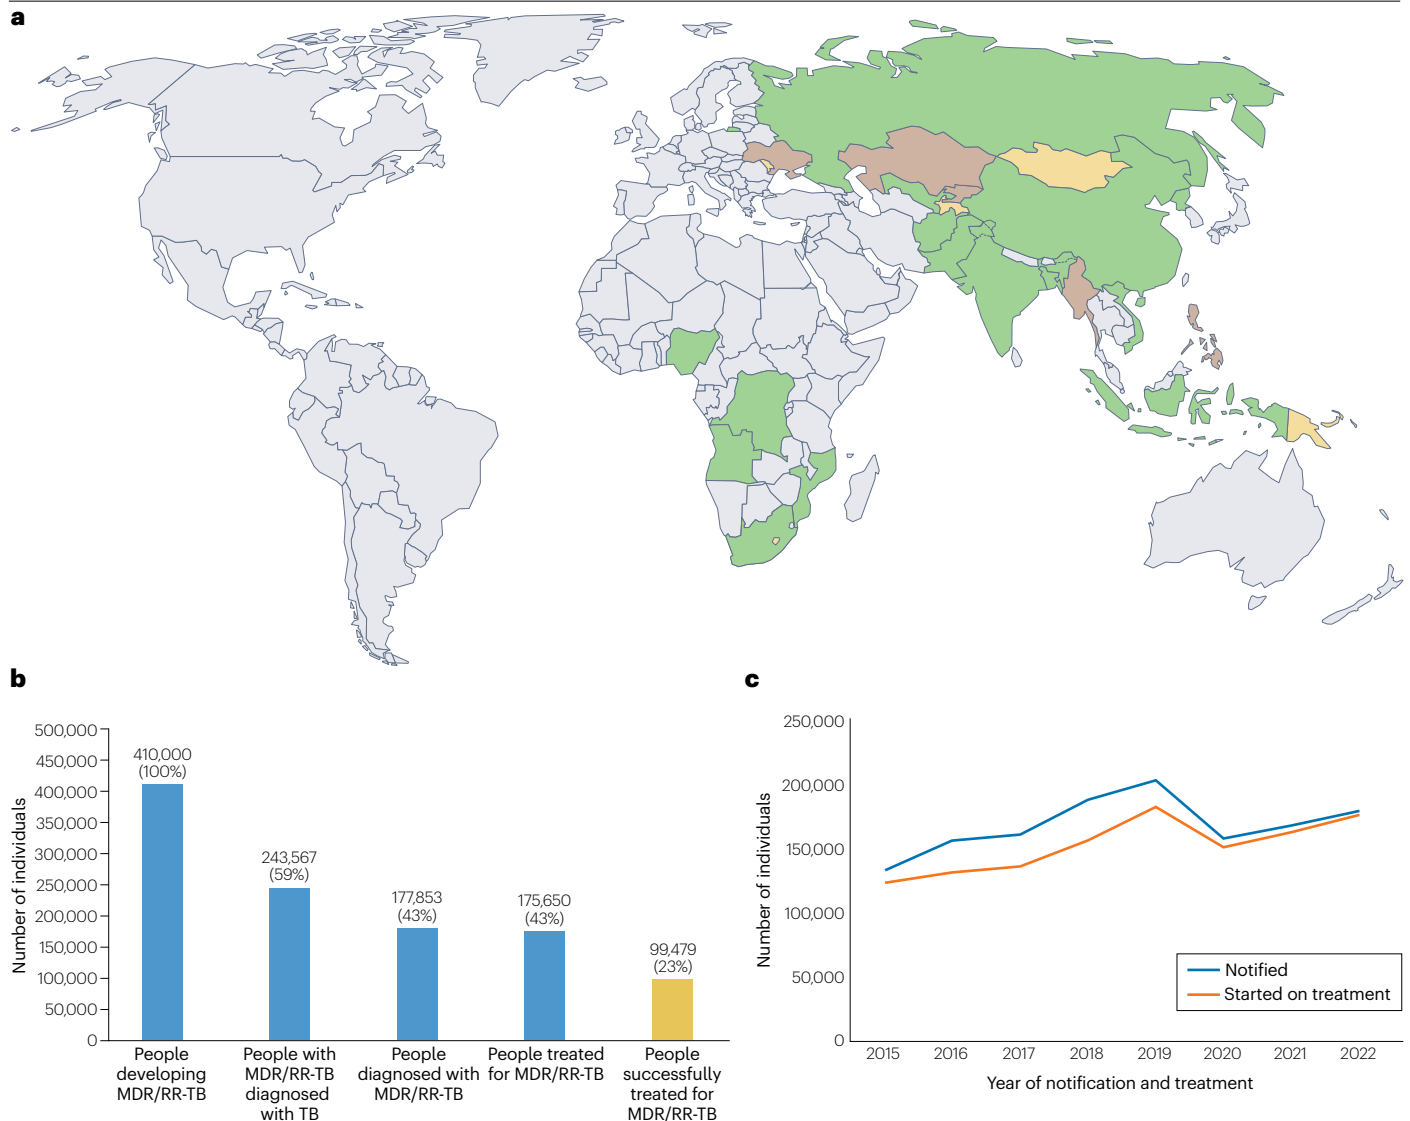 a
b
500,000
450,000
400,000
350,000
300,000
250,000
200,000
150,000
100,000
50,000
0
Number of individuals
410,000
(100%)
243,567
(59%)
177,853
(43%)
175,650
(43%)
99,479
(23%)
People
developing
MDR/RR-TB
People with
MDR/RR-TB
diagnosed
with TB
People
diagnosed with
MDR/RR-TB
People treated
for MDR/RR-TB
People
successfully
treated for
MDR/RR-TB
c
250,000
200,000
150,000
100,000
50,000
0
Number of individuals
Notified
Started on treatment
2015 2016 2017 2018 2019 2020 2021 2022
Year of notification and treatment